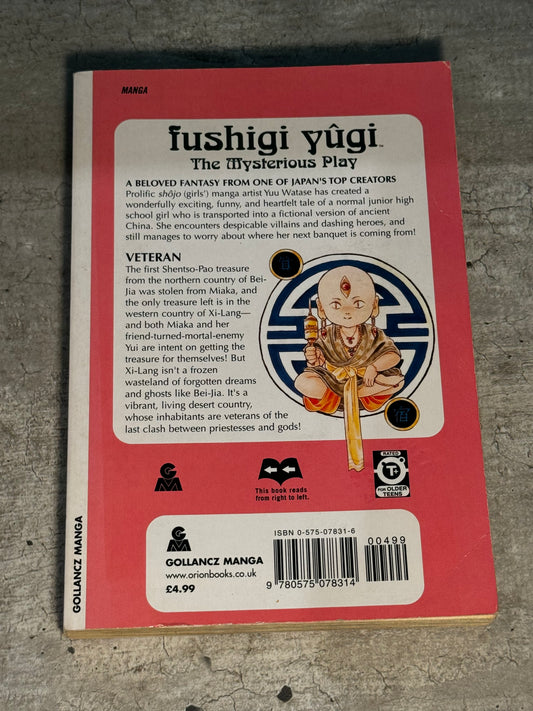 MANGA
fushigi yûgi™
The Mysterious Play
A BELOVED FANTASY FROM ONE OF JAPAN'S TOP CREATORS
Prolific shôjo (girls') manga artist Yuu Watase has created a
wonderfully exciting, funny, and heartfelt tale of a normal junior high
school girl who is transported into a fictional version of ancient
China. She encounters despicable villains and dashing heroes, and
still manages to worry about where her next banquet is coming from!
VETERAN
The first Shentso-Pao treasure
from the northern country of Bei-
Jia was stolen from Miaka, and
the only treasure left is in the
western country of Xi-Lang—
and both Miaka and her
friend-turned-mortal-enemy
Yui are intent on getting the
treasure for themselves! But
Xi-Lang isn't a frozen
wasteland of forgotten dreams
and ghosts like Bei-Jia. It's a
vibrant, living desert country,
whose inhabitants are veterans of the
last clash between priestesses and gods!
GM
This book reads
from right to left.
RATED
T+
FOR OLDER
TEENS
GM
GOLLANCZ MANGA
www.orionbooks.co.uk
£4.99
ISBN 0-575-07831-6
00499
9 780575 078314
GOLLANCZ MANGA